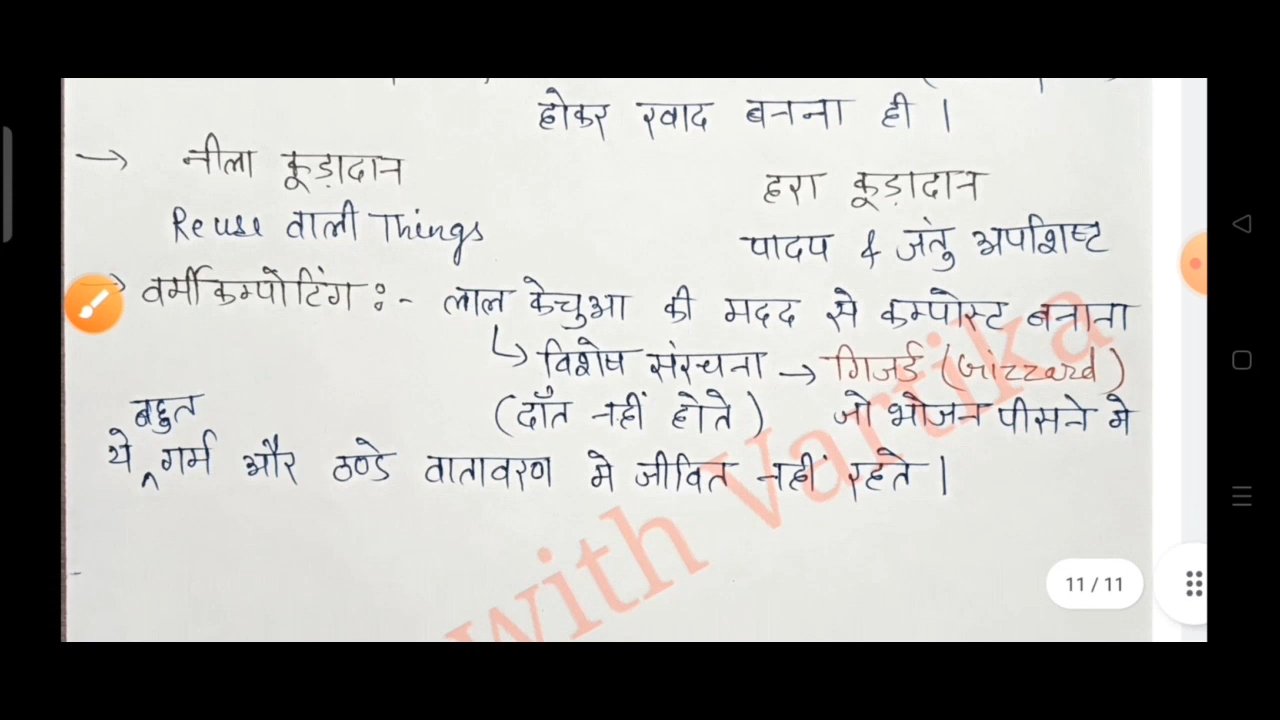 होकर खाद बनना ही ।
→ नीला कूड़ादान
हरा कूड़ादान
Reuse वाली Things
पादप & जंतु अपशिष्ट
→ वर्मीकम्पोटिंग :- लाल केचुआ की मदद से कम्पोस्ट बनाना
↳ विशेष संरचना → गिजर्ड (Gizzard)
(दाँत नहीं होते) जो भोजन पीसने मे
बहुत
ये ‸ गर्म और ठण्डे वातावरण मे जीवित नहीं रहते ।
with Vartika
11 / 11